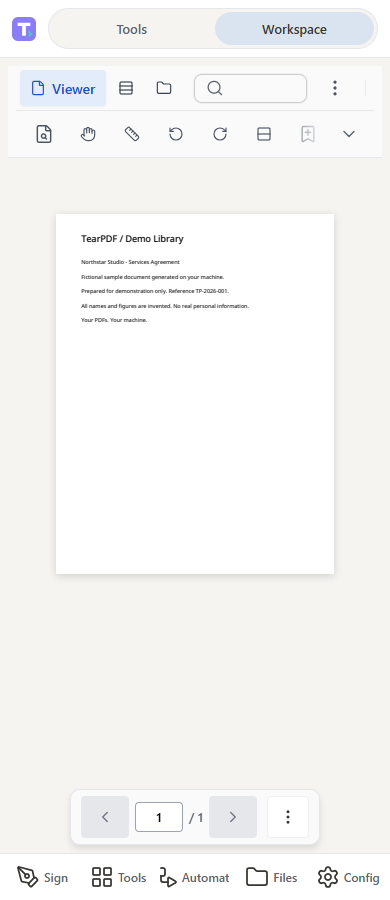 T
Tools
Workspace
Viewer
TearPDF / Demo Library
Northstar Studio - Services Agreement
Fictional sample document generated on your machine.
Prepared for demonstration only. Reference TP-2026-001.
All names and figures are invented. No real personal information.
Your PDFs. Your machine.
1 / 1
Sign
Tools
Automat
Files
Config